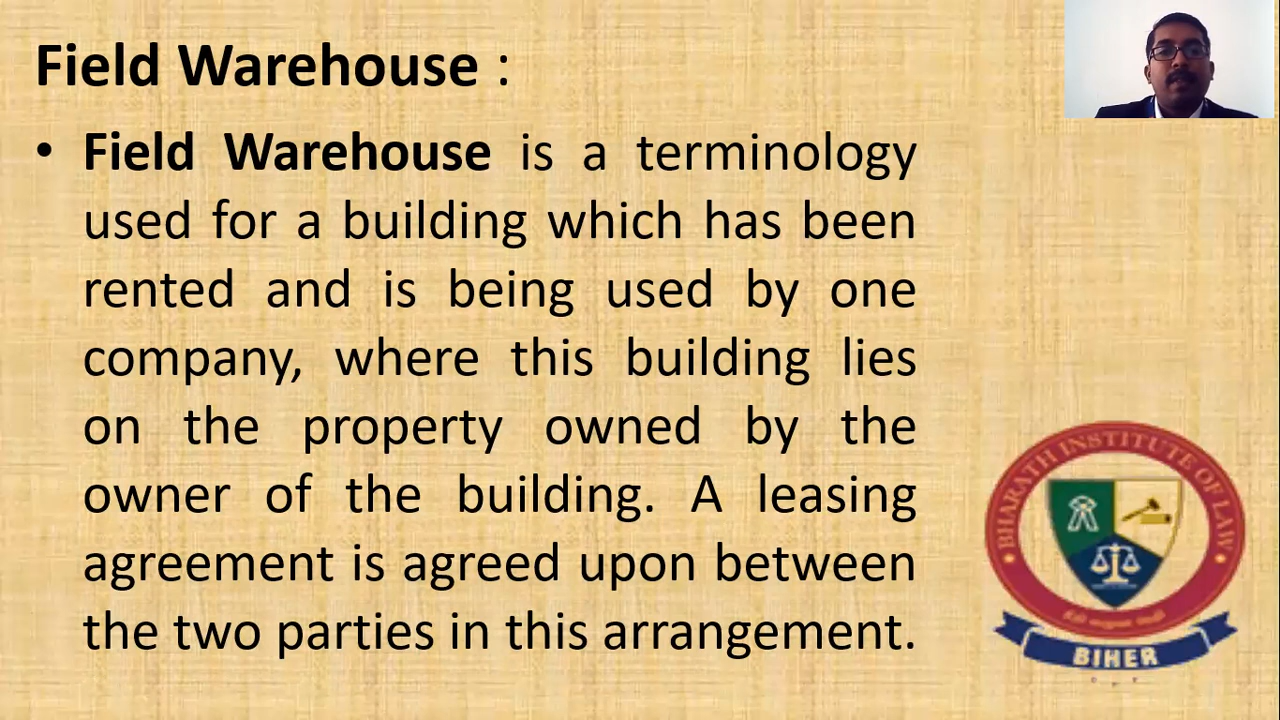 Field Warehouse :
• Field Warehouse is a terminology
used for a building which has been
rented and is being used by one
company, where this building lies
on the property owned by the
owner of the building. A leasing
agreement is agreed upon between
the two parties in this arrangement.
BHARATH INSTITUTE OF LAW
BIHER